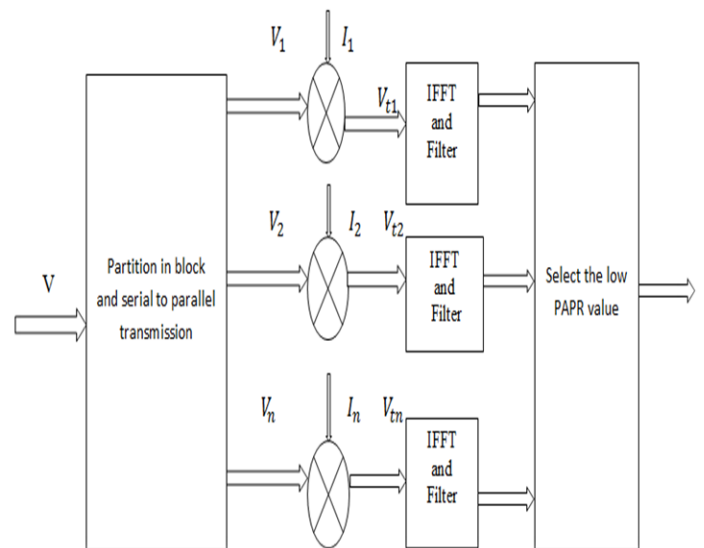 V
Partition in block
and serial to parallel
transmission
V₁
I₁
Vₜ₁
IFFT
and
Filter
V₂
I₂
Vₜ₂
IFFT
and
Filter
Vₙ
Iₙ
Vₜₙ
IFFT
and
Filter
Select the low
PAPR value